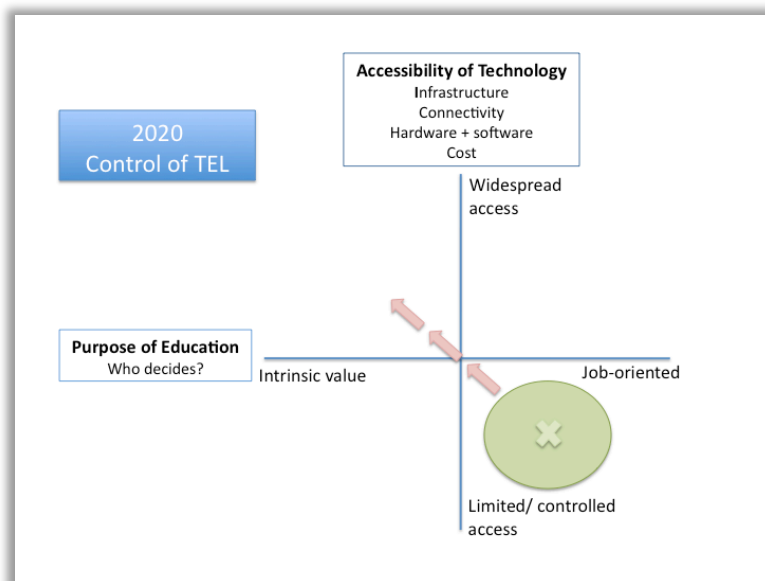 Accessibility of Technology
Infrastructure
Connectivity
Hardware + software
Cost
2020
Control of TEL
Widespread
access
Purpose of Education
Who decides?
Intrinsic value
Job-oriented
Limited/ controlled
access